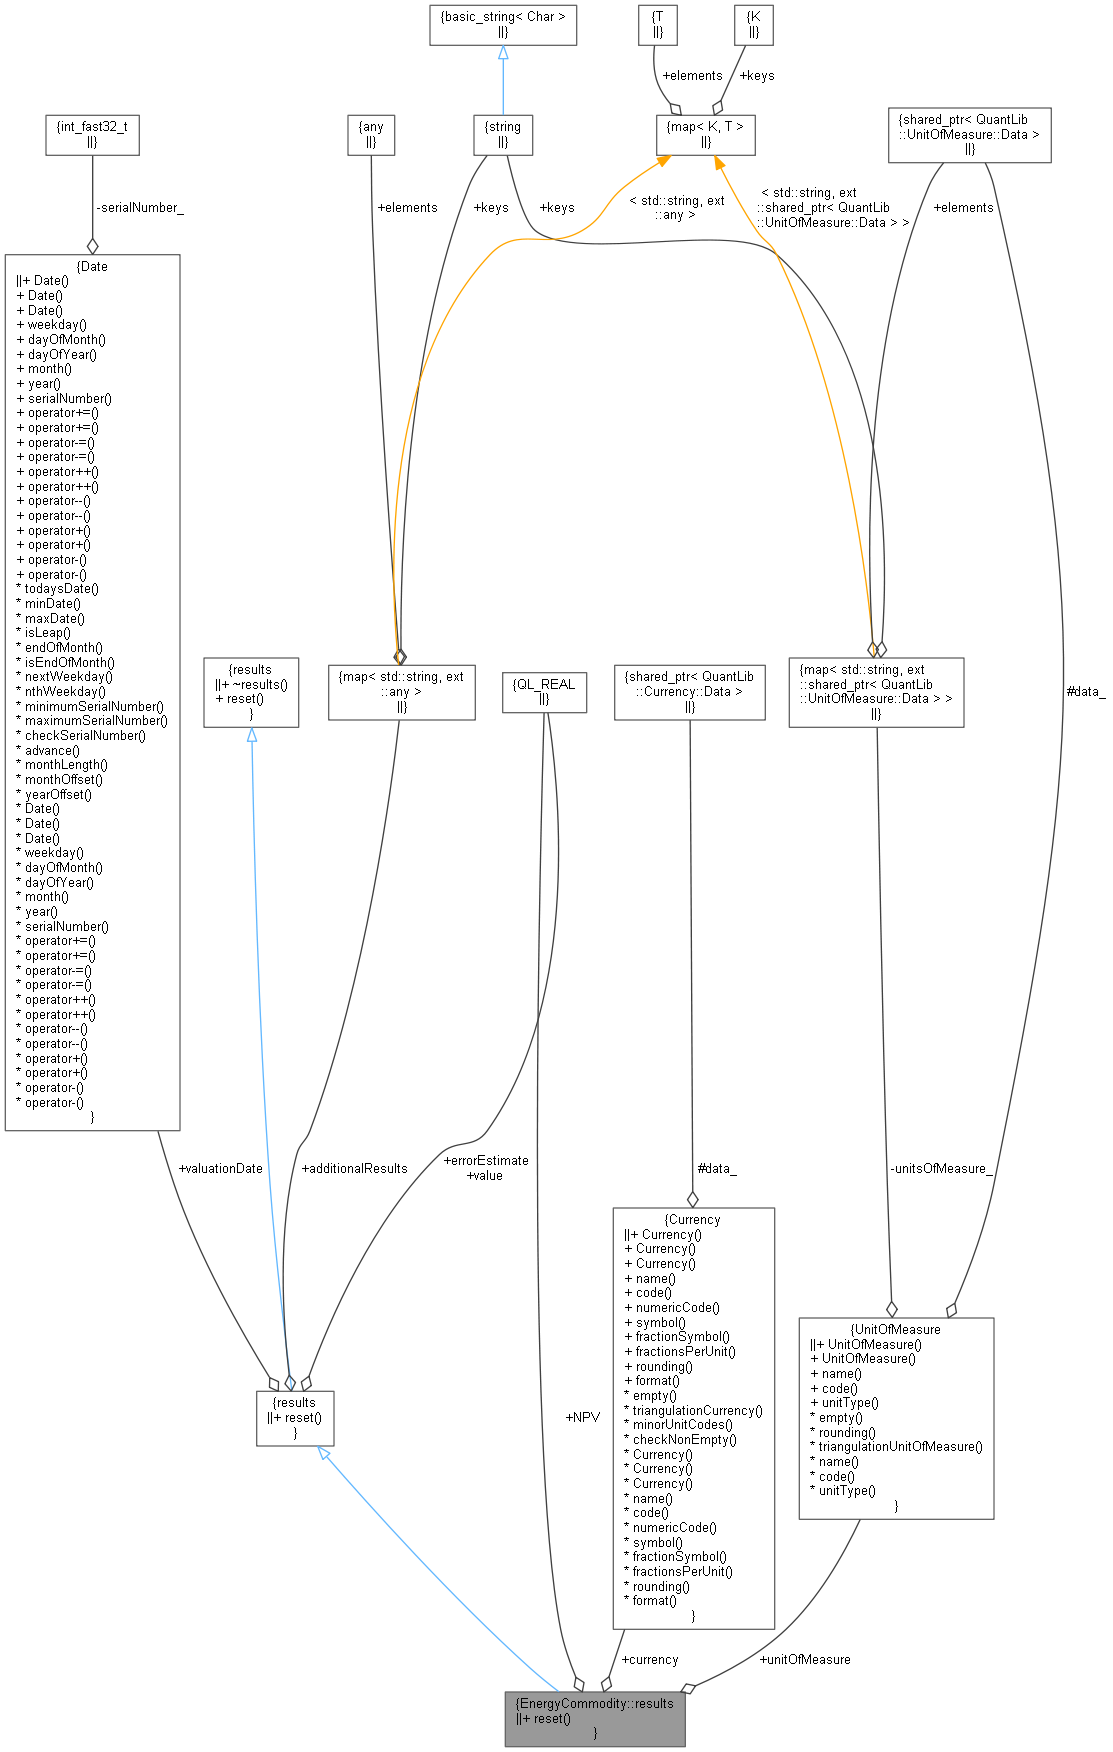 {basic_string< Char >
||}
{T
||}
{K
||}
+elements
+keys
{int_fast32_t
||}
{any
||}
{string
||}
{map< K, T >
||}
{shared_ptr< QuantLib
::UnitOfMeasure::Data >
||}
-serialNumber_
+elements
+keys
+keys
< std::string, ext
::any >
< std::string, ext
::shared_ptr< QuantLib
::UnitOfMeasure::Data > >
+elements
{Date
||+ Date()
+ Date()
+ Date()
+ weekday()
+ dayOfMonth()
+ dayOfYear()
+ month()
+ year()
+ serialNumber()
+ operator+=()
+ operator+=()
+ operator-=()
+ operator-=()
+ operator++()
+ operator++()
+ operator--()
+ operator--()
+ operator+()
+ operator+()
+ operator-()
+ operator-()
* todaysDate()
* minDate()
* maxDate()
* isLeap()
* endOfMonth()
* isEndOfMonth()
* nextWeekday()
* nthWeekday()
* minimumSerialNumber()
* maximumSerialNumber()
* checkSerialNumber()
* advance()
* monthLength()
* monthOffset()
* yearOffset()
* Date()
* Date()
* Date()
* weekday()
* dayOfMonth()
* dayOfYear()
* month()
* year()
* serialNumber()
* operator+=()
* operator+=()
* operator-=()
* operator-=()
* operator++()
* operator++()
* operator--()
* operator--()
* operator+()
* operator+()
* operator-()
* operator-()
}
{results
||+ ~results()
+ reset()
}
{map< std::string, ext
::any >
||}
{QL_REAL
||}
{shared_ptr< QuantLib
::Currency::Data >
||}
{map< std::string, ext
::shared_ptr< QuantLib
::UnitOfMeasure::Data > >
||}
#data_
+valuationDate
+additionalResults
+errorEstimate
+value
#data_
-unitsOfMeasure_
{Currency
||+ Currency()
+ Currency()
+ Currency()
+ name()
+ code()
+ numericCode()
+ symbol()
+ fractionSymbol()
+ fractionsPerUnit()
+ rounding()
+ format()
* empty()
* triangulationCurrency()
* minorUnitCodes()
* checkNonEmpty()
* Currency()
* Currency()
* Currency()
* name()
* code()
* numericCode()
* symbol()
* fractionSymbol()
* fractionsPerUnit()
* rounding()
* format()
}
{UnitOfMeasure
||+ UnitOfMeasure()
+ UnitOfMeasure()
+ name()
+ code()
+ unitType()
* empty()
* rounding()
* triangulationUnitOfMeasure()
* name()
* code()
* unitType()
}
{results
||+ reset()
}
+NPV
+currency
+unitOfMeasure
{EnergyCommodity::results
||+ reset()
}